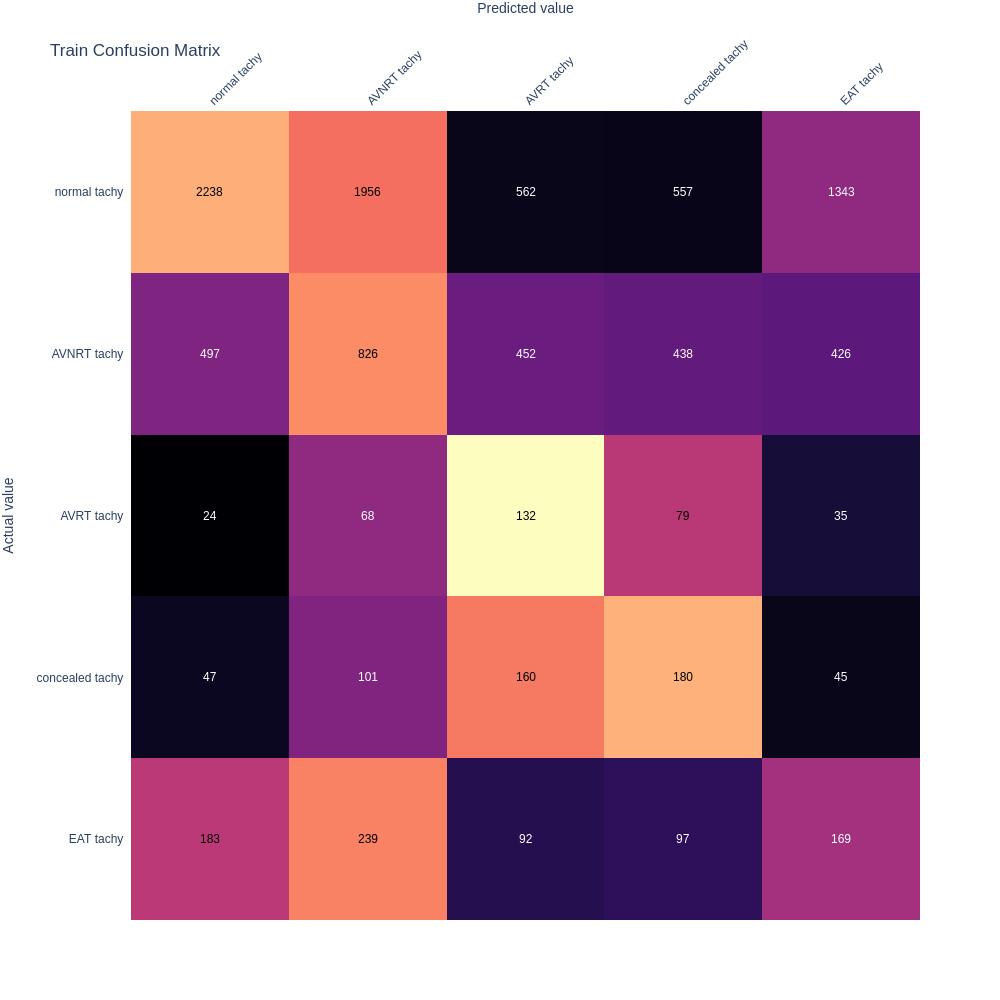 Predicted value
Train Confusion Matrix
normal tachy AVNRT tachy AVRT tachy concealed tachy EAT tachy
normal tachy 2238 1956 562 557 1343
AVNRT tachy 497 826 452 438 426
Actual value
AVRT tachy 24 68 132 79 35
concealed tachy 47 101 160 180 45
EAT tachy 183 239 92 97 169